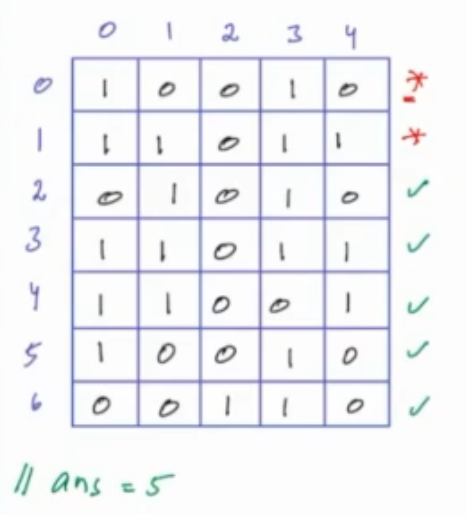 0 1 2 3 4
0 1 0 0 1 0 *
1 1 1 0 1 1 *
2 0 1 0 1 0 ✓
3 1 1 0 1 1 ✓
4 1 1 0 0 1 ✓
5 1 0 0 1 0 ✓
6 0 0 1 1 0 ✓
// ans = 5